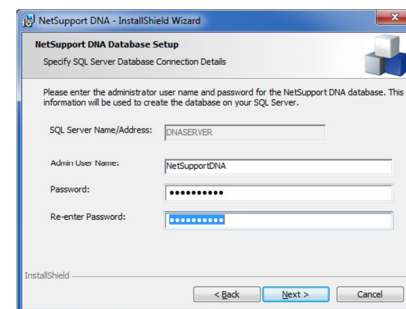 NetSupport DNA - InstallShield Wizard
NetSupport DNA Database Setup
Specify SQL Server Database Connection Details
Please enter the administrator user name and password for the NetSupport DNA database. This
information will be used to create the database on your SQL Server.
SQL Server Name/Address: DNASERVER
Admin User Name: NetSupportDNA
Password: ••••••••••
Re-enter Password: ••••••••••
InstallShield
< Back Next > Cancel